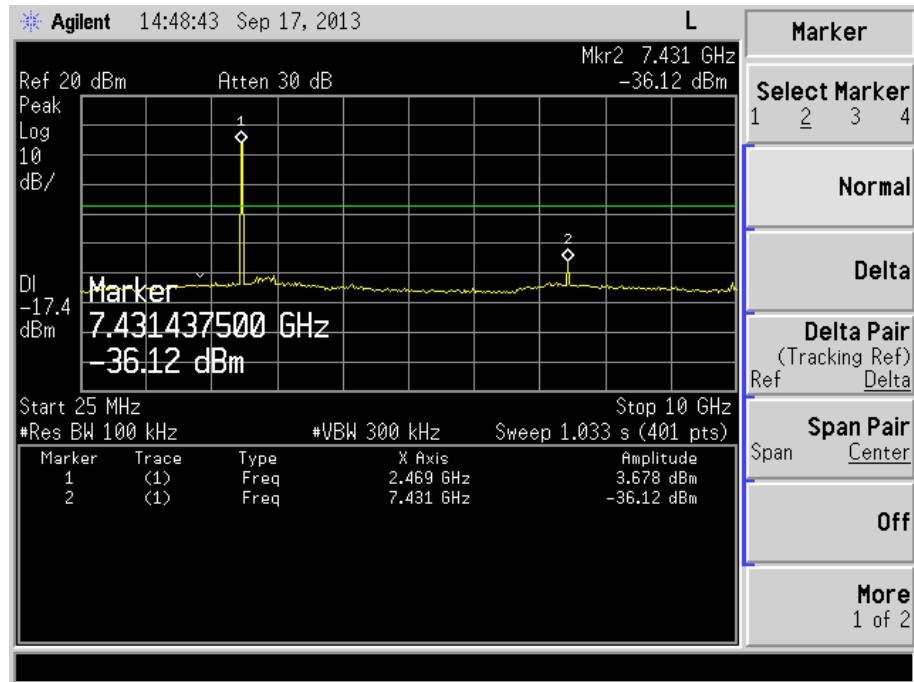 Agilent 14:48:43 Sep 17, 2013 L
Mkr2 7.431 GHz
Ref 20 dBm Atten 30 dB -36.12 dBm
Peak
Log
10
dB/
1
2
DI
-17.4
dBm
Marker
7.431437500 GHz
-36.12 dBm
Start 25 MHz Stop 10 GHz
#Res BW 100 kHz #VBW 300 kHz Sweep 1.033 s (401 pts)
Marker Trace Type X Axis Amplitude
1 (1) Freq 2.469 GHz 3.678 dBm
2 (1) Freq 7.431 GHz -36.12 dBm
Marker
Select Marker
1 2 3 4
Normal
Delta
Delta Pair
(Tracking Ref)
Ref Delta
Span Pair
Span Center
Off
More
1 of 2